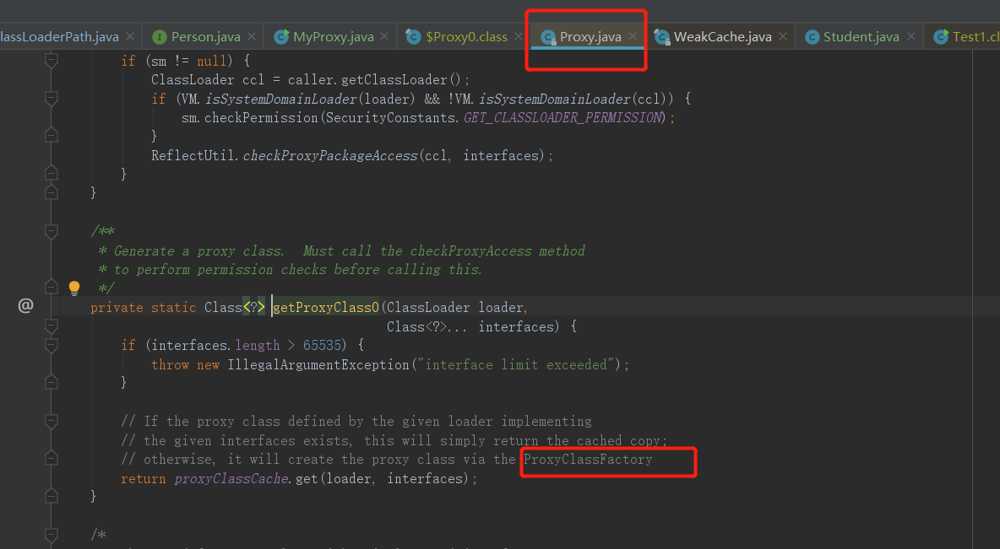 lassLoaderPath.java × Person.java × MyProxy.java × $Proxy0.class × Proxy.java × WeakCache.java × Student.java × Test1.cl
if (sm != null) {
ClassLoader ccl = caller.getClassLoader();
if (VM.isSystemDomainLoader(loader) && !VM.isSystemDomainLoader(ccl)) {
sm.checkPermission(SecurityConstants.GET_CLASSLOADER_PERMISSION);
}
ReflectUtil.checkProxyPackageAccess(ccl, interfaces);
}
}
/**
* Generate a proxy class.  Must call the checkProxyAccess method
* to perform permission checks before calling this.
*/
@ private static Class<?> getProxyClass0(ClassLoader loader,
Class<?>... interfaces) {
if (interfaces.length > 65535) {
throw new IllegalArgumentException("interface limit exceeded");
}
// If the proxy class defined by the given loader implementing
// the given interfaces exists, this will simply return the cached copy;
// otherwise, it will create the proxy class via the ProxyClassFactory
return proxyClassCache.get(loader, interfaces);
}
/*